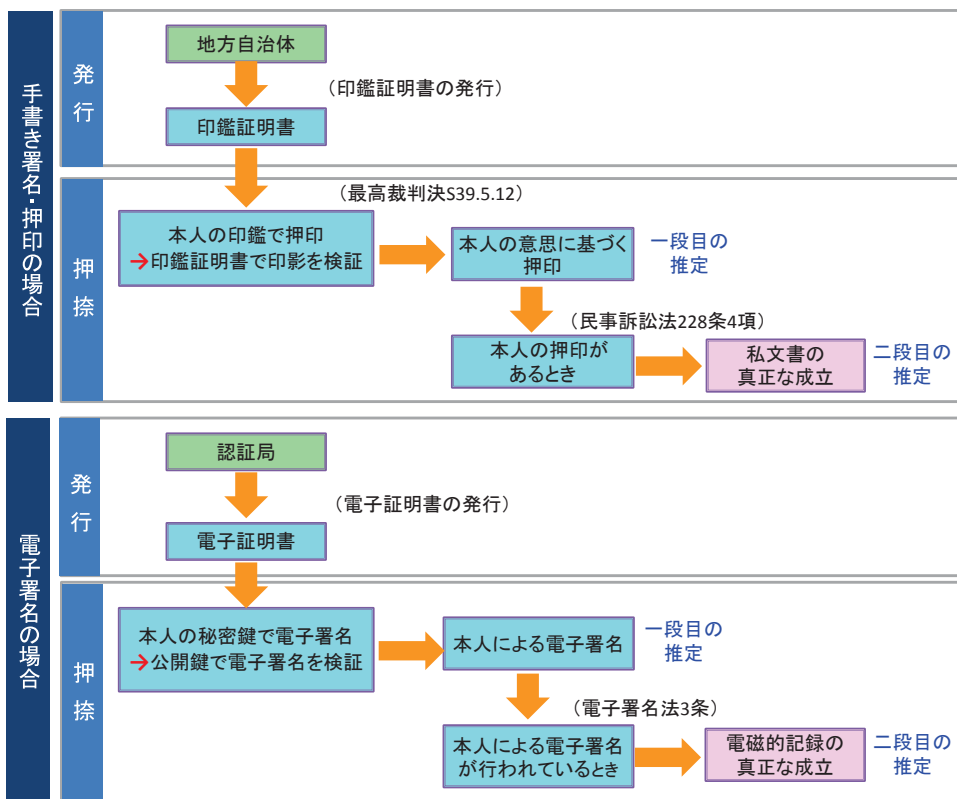 手書き署名・押印の場合
発行
地方自治体
（印鑑証明書の発行）
印鑑証明書
押捺
（最高裁判決S39.5.12）
本人の印鑑で押印
→印鑑証明書で印影を検証
本人の意思に基づく
押印
一段目の
推定
（民事訴訟法228条4項）
本人の押印が
あるとき
私文書の
真正な成立
二段目の
推定
電子署名の場合
発行
認証局
（電子証明書の発行）
電子証明書
押捺
本人の秘密鍵で電子署名
→公開鍵で電子署名を検証
本人による電子署名
一段目の
推定
（電子署名法3条）
本人による電子署名
が行われているとき
電磁的記録の
真正な成立
二段目の
推定